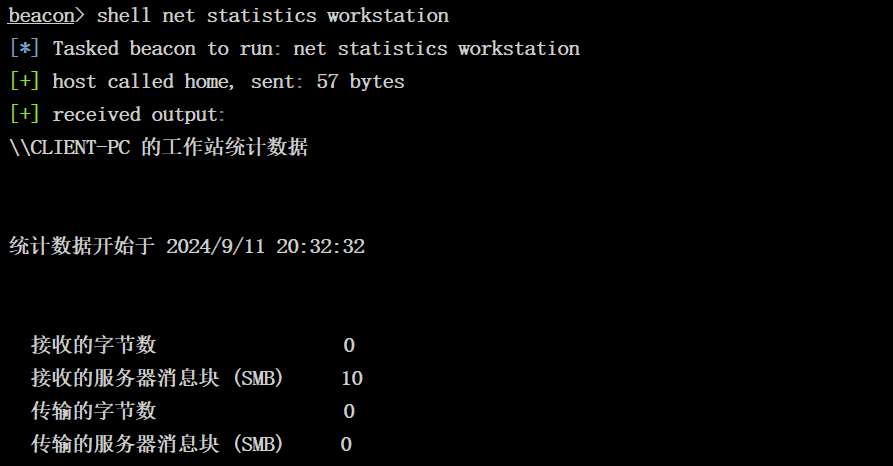 beacon> shell net statistics workstation
[*] Tasked beacon to run: net statistics workstation
[+] host called home, sent: 57 bytes
[+] received output:
\\CLIENT-PC 的工作站统计数据
统计数据开始于 2024/9/11 20:32:32
接收的字节数 0
接收的服务器消息块 (SMB) 10
传输的字节数 0
传输的服务器消息块 (SMB) 0